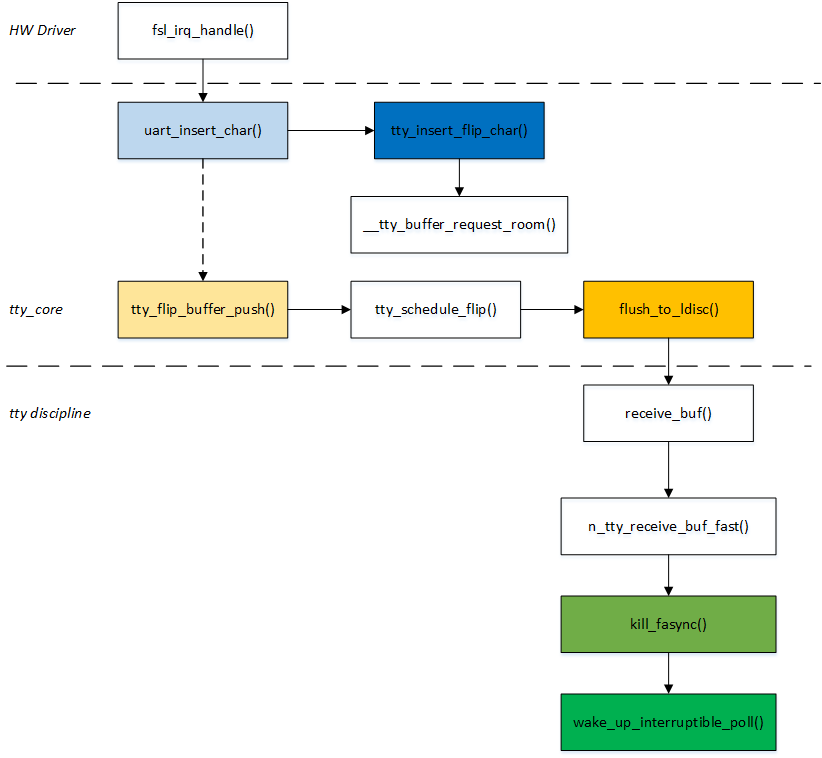 HW Driver
fsl_irq_handle()
uart_insert_char()
tty_insert_flip_char()
__tty_buffer_request_room()
tty_core
tty_flip_buffer_push()
tty_schedule_flip()
flush_to_ldisc()
tty discipline
receive_buf()
n_tty_receive_buf_fast()
kill_fasync()
wake_up_interruptible_poll()